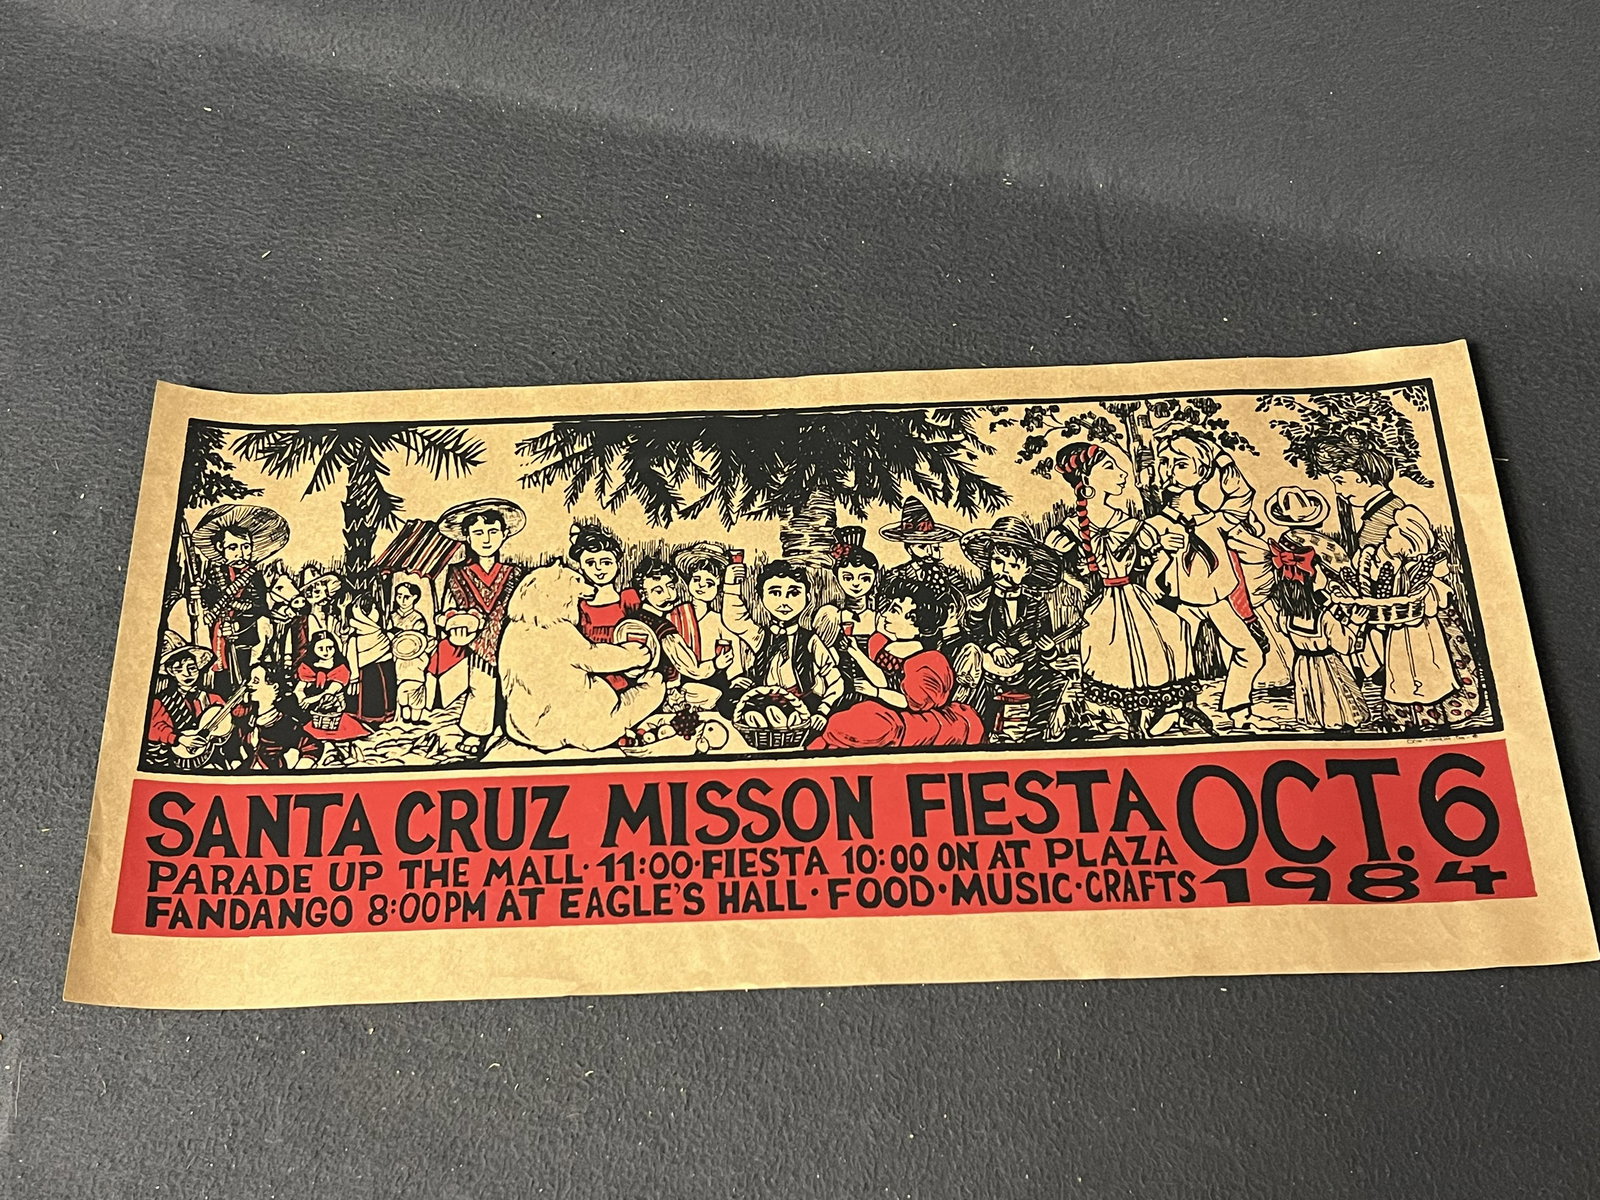 SANTA CRUZ MISSON FIESTA OCT. 6
PARADE UP THE MALL · 11:00 · FIESTA 10:00 ON AT PLAZA
FANDANGO 8:00PM AT EAGLE'S HALL · FOOD · MUSIC · CRAFTS 1984